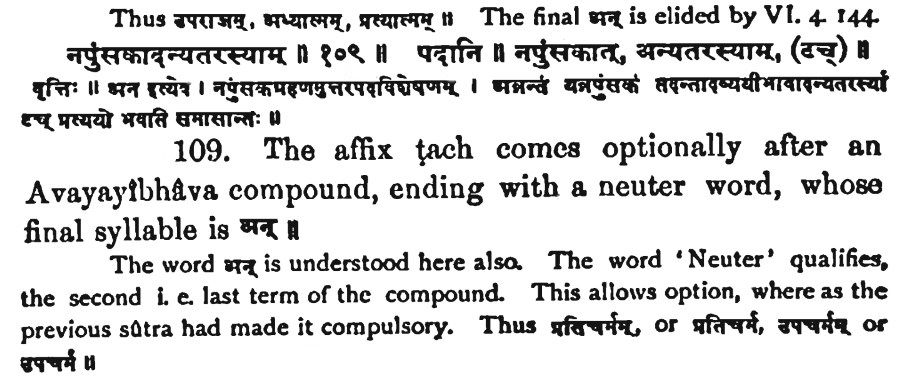 Thus उपराजम्, अध्यात्मम्, प्रत्यात्मम् ॥ The final अन् is elided by VI. 4. 144.
नपुंसकादन्यतरस्याम् ॥ १०९ ॥ पदानि ॥ नपुंसकात्, अन्यतरस्याम्, (टच्) ॥
वृत्तिः ॥ अन इत्येव । नपुंसकग्रहणमुत्तरपदविशेषणम् । अन्नन्तं यन्नपुंसकं तदन्तादव्ययीभावादन्यतरस्यां
टच् प्रत्ययो भवति समासान्तः ॥
109. The affix ṭach comes optionally after an
Avayayîbhâva compound, ending with a neuter word, whose
final syllable is अन् ॥
The word अन् is understood here also. The word 'Neuter' qualifies,
the second i. e. last term of the compound. This allows option, where as the
previous sûtra had made it compulsory. Thus प्रतिचर्मम्, or प्रतिचर्म, उपचर्मम् or
उपचर्म ॥